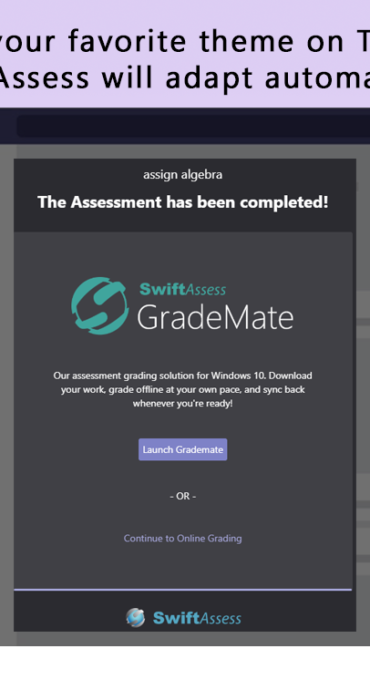 your favorite theme on T
Assess will adapt automa
assign algebra
The Assessment has been completed!
SwiftAssess
GradeMate
Our assessment grading solution for Windows 10. Download
your work, grade offline at your own pace, and sync back
whenever you're ready!
Launch Grademate
- OR -
Continue to Online Grading
SwiftAssess